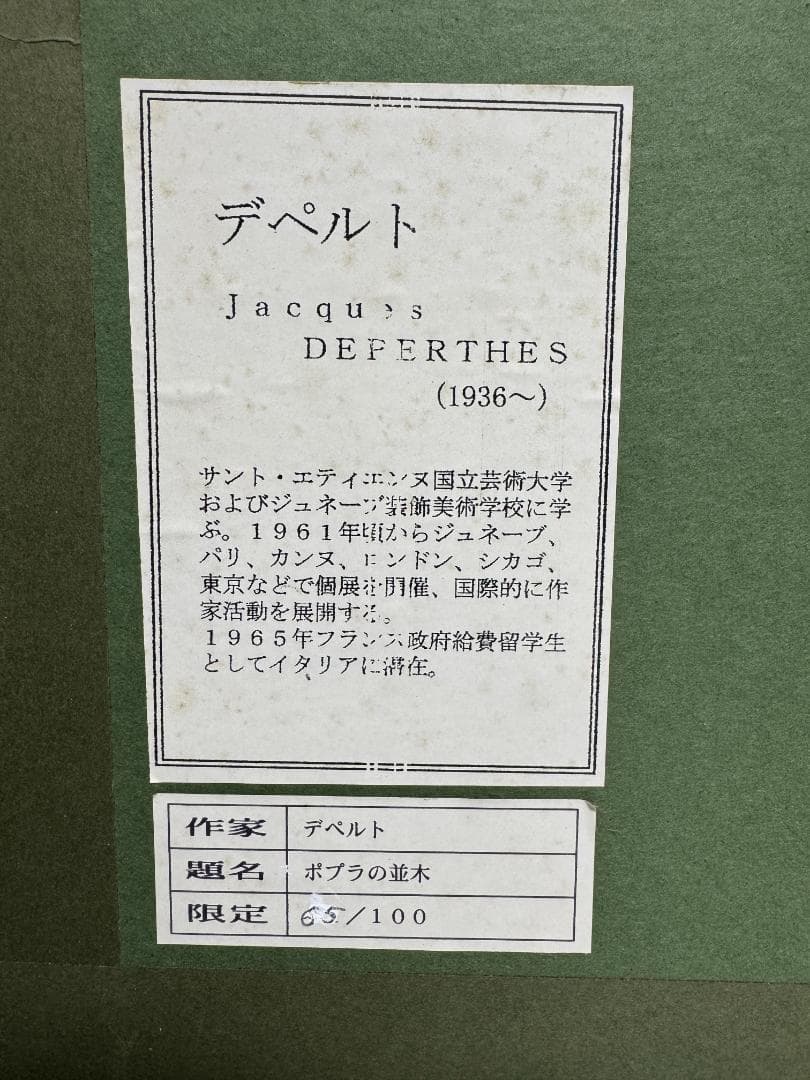 デペルト
Jacques
DEPERTHES
(1936～)
サント・エティエンヌ国立芸術大学
およびジュネーブ装飾美術学校に学
ぶ。１９６１年頃からジュネーブ、
パリ、カンヌ、ロンドン、シカゴ、
東京などで個展を開催、国際的に作
家活動を展開する。
１９６５年フランス政府給費留学生
としてイタリアに潜在。
作家 デペルト
題名 ポプラの並木
限定 65/100